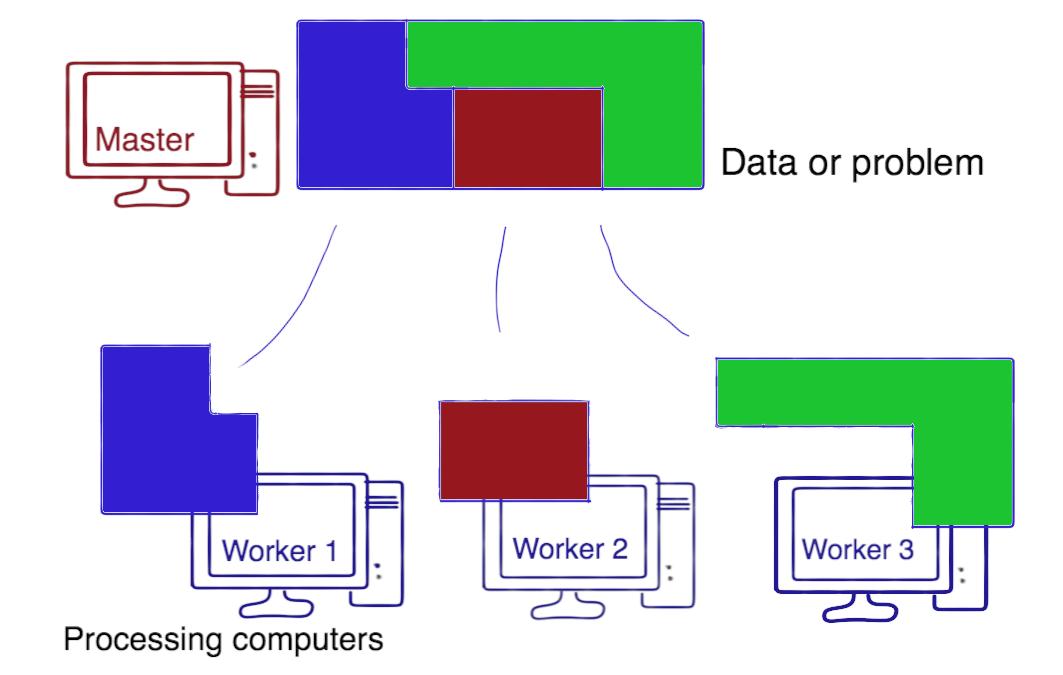 Master
Data or problem
Worker 1
Worker 2
Worker 3
Processing computers